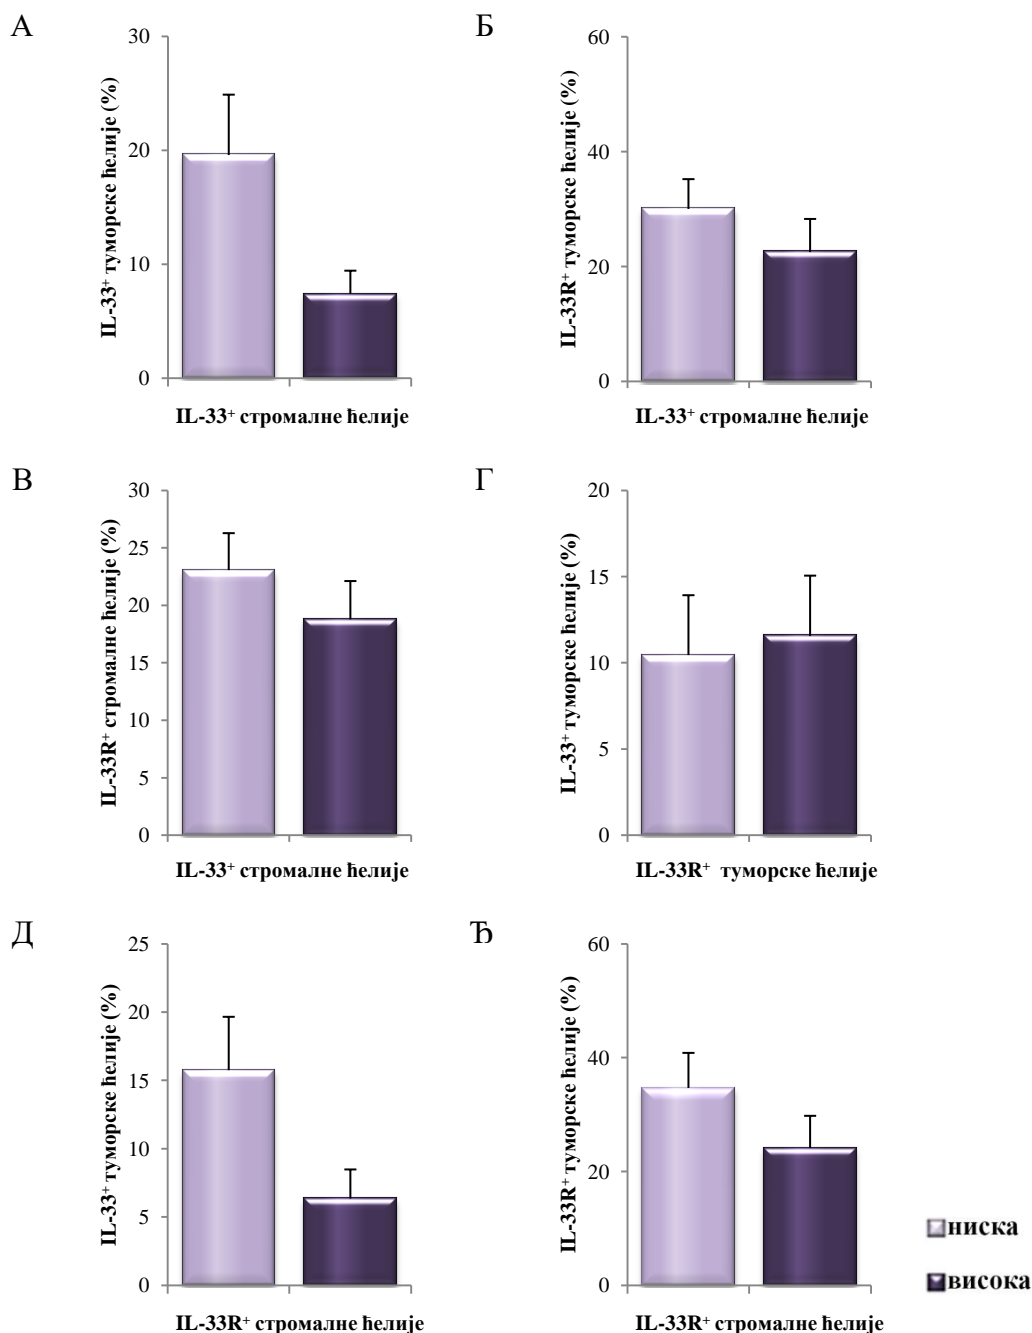 А
30
20
10
0
IL-33⁺ туморске ћелије (%)
IL-33⁺ стромалне ћелије
Б
60
40
20
0
IL-33R⁺ туморске ћелије (%)
IL-33⁺ стромалне ћелије
В
30
25
20
15
10
5
0
IL-33R⁺ стромалне ћелије (%)
IL-33⁺ стромалне ћелије
Г
20
15
10
5
0
IL-33⁺ туморске ћелије (%)
IL-33R⁺ туморске ћелије
Д
25
20
15
10
5
0
IL-33⁺ туморске ћелије (%)
IL-33R⁺ стромалне ћелије
Ђ
60
40
20
0
IL-33R⁺ туморске ћелије (%)
IL-33R⁺ стромалне ћелије
ниска
висока